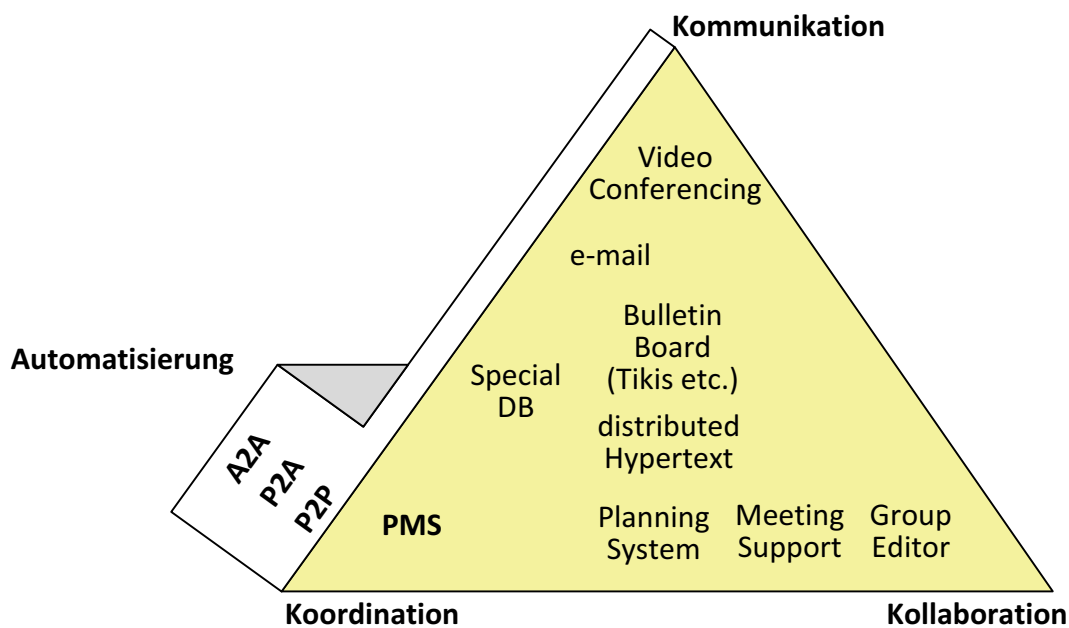 Kommunikation
Video
Conferencing
e-mail
Bulletin
Board
(Tikis etc.)
Automatisierung
Special
DB
distributed
Hypertext
A2A
P2A
P2P
PMS
Planning
System
Meeting
Support
Group
Editor
Koordination
Kollaboration